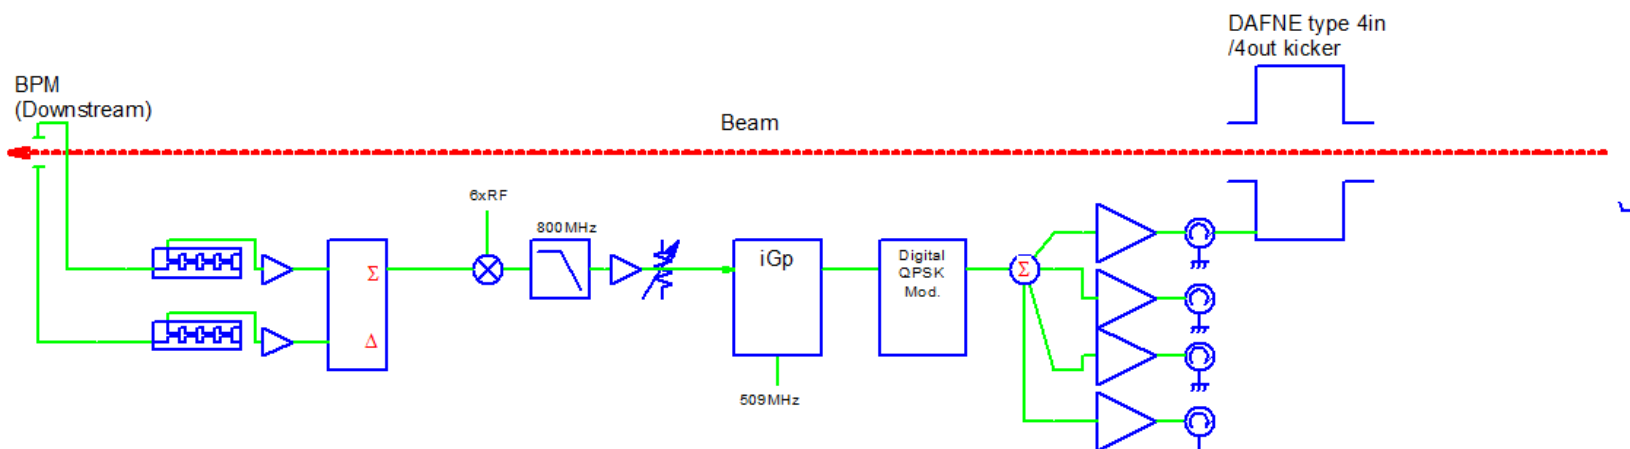 DAFNE type 4in
/4out kicker
BPM
(Downstream)
Beam
6xRF
800MHz
Σ
Δ
iGp
Digital
QPSK
Mod.
Σ
509MHz